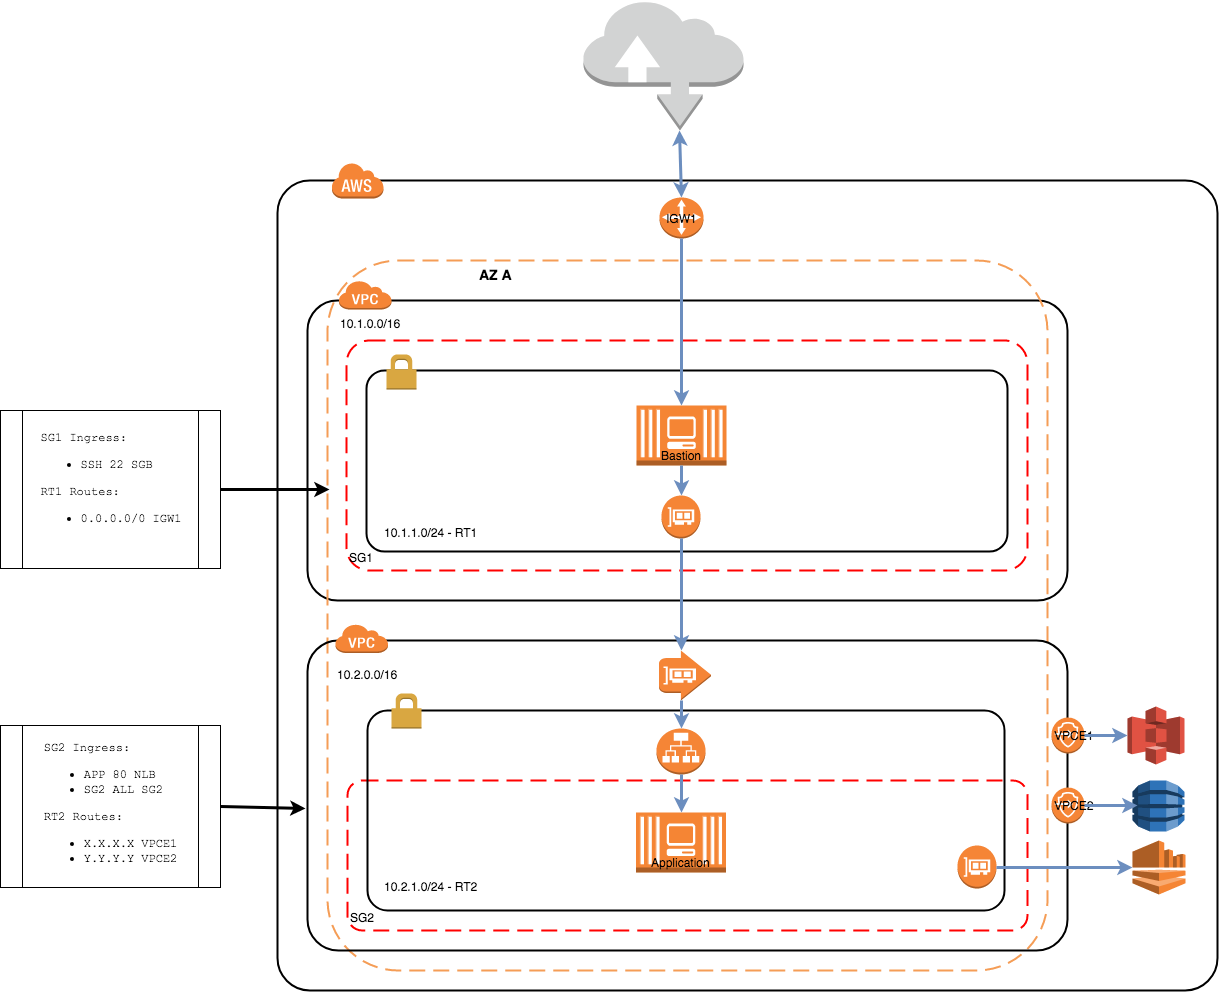 AWS
IGW1
AZ A
VPC
10.1.0.0/16
SG1 Ingress:
• SSH 22 SGB
RT1 Routes:
• 0.0.0.0/0 IGW1
Bastion
10.1.1.0/24 - RT1
SG1
VPC
10.2.0.0/16
SG2 Ingress:
• APP 80 NLB
• SG2 ALL SG2
RT2 Routes:
• X.X.X.X VPCE1
• Y.Y.Y.Y VPCE2
VPCE1
VPCE2
Application
10.2.1.0/24 - RT2
SG2